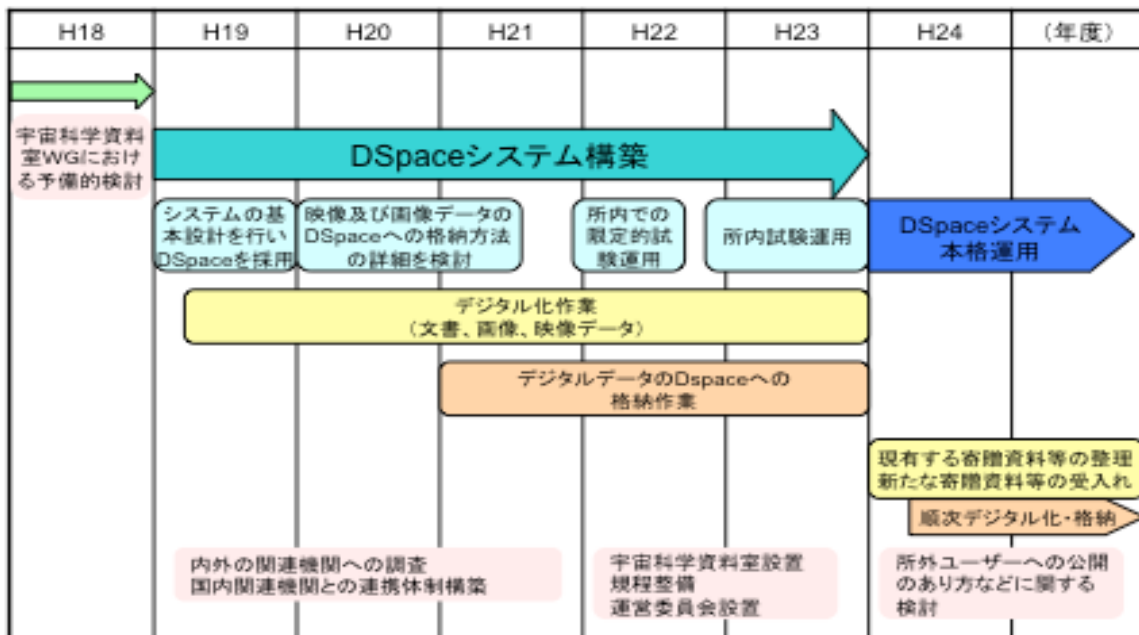 H18 H19 H20 H21 H22 H23 H24 (年度)
宇宙科学資料
室WGにおけ
る予備的検討
DSpaceシステム構築
システムの基
本設計を行い
DSpaceを採用
映像及び画像データの
DSpaceへの格納方法
の詳細を検討
所内での
限定的試
験運用
所内試験運用
DSpaceシステム
本格運用
デジタル化作業
(文書、画像、映像データ)
デジタルデータのDspaceへの
格納作業
現有する寄贈資料等の整理
新たな寄贈資料等の受入れ
順次デジタル化・格納
内外の関連機関への調査
国内関連機関との連携体制構築
宇宙科学資料室設置
規程整備
運営委員会設置
所外ユーザーへの公開
のあり方などに関する
検討